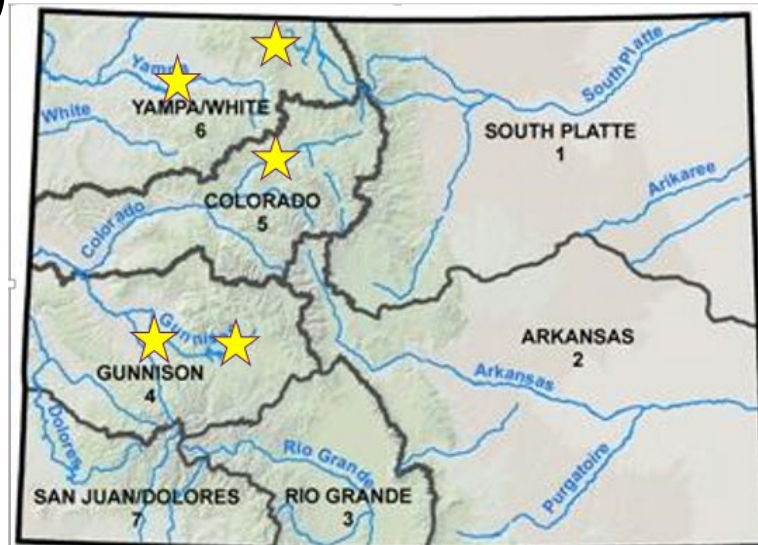 Yampa
YAMPA/WHITE
6
White
SOUTH PLATTE
1
South Platte
Arikaree
COLORADO
5
Colorado
GUNNISON
4
ARKANSAS
2
Arkansas
Dolores
Rio Grande
Purgatoire
SAN JUAN/DOLORES
7
RIO GRANDE
3